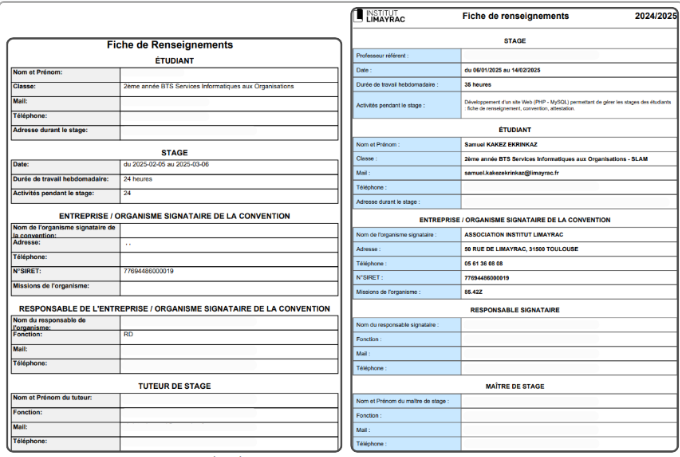 Fiche de Renseignements
ÉTUDIANT
Nom et Prénom:
Classe: 2ème année BTS Services Informatiques aux Organisations
Mail:
Téléphone:
Adresse durant le stage:
STAGE
Date: du 2025-02-05 au 2025-03-06
Durée de travail hebdomadaire: 24 heures
Activités pendant le stage: 24
ENTREPRISE / ORGANISME SIGNATAIRE DE LA CONVENTION
Nom de l'organisme signataire de
la convention:
Adresse: , ,
Téléphone:
N°SIRET: 77694486000019
Missions de l'organisme:
RESPONSABLE DE L'ENTREPRISE / ORGANISME SIGNATAIRE DE LA CONVENTION
Nom du responsable de
l'organisme:
Fonction: RD
Mail:
Téléphone:
TUTEUR DE STAGE
Nom et Prénom du tuteur:
Fonction:
Mail:
Téléphone:
INSTITUT
LIMAYRAC
Fiche de renseignements 2024/2025
STAGE
Professeur référent :
Date : du 06/01/2025 au 14/02/2025
Durée de travail hebdomadaire : 35 heures
Activités pendant le stage : Développement d'un site Web (PHP - MySQL) permettant de gérer les stages des étudiants
: fiche de renseignement, convention, attestation
ÉTUDIANT
Nom et Prénom : Samuel KAKEZ EKRINKAZ
Classe : 2ème année BTS Services Informatiques aux Organisations - SLAM
Mail : samuel.kakezekrinkaz@limayrac.fr
Téléphone :
Adresse durant le stage :
ENTREPRISE / ORGANISME SIGNATAIRE DE LA CONVENTION
Nom de l'organisme signataire : ASSOCIATION INSTITUT LIMAYRAC
Adresse : 50 RUE DE LIMAYRAC, 31500 TOULOUSE
Téléphone : 05 61 36 08 08
N°SIRET : 77694486000019
Missions de l'organisme : 85.42Z
RESPONSABLE SIGNATAIRE
Nom du responsable signataire :
Fonction :
Mail :
Téléphone :
MAÎTRE DE STAGE
Nom et Prénom du maître de stage :
Fonction :
Mail :
Téléphone :